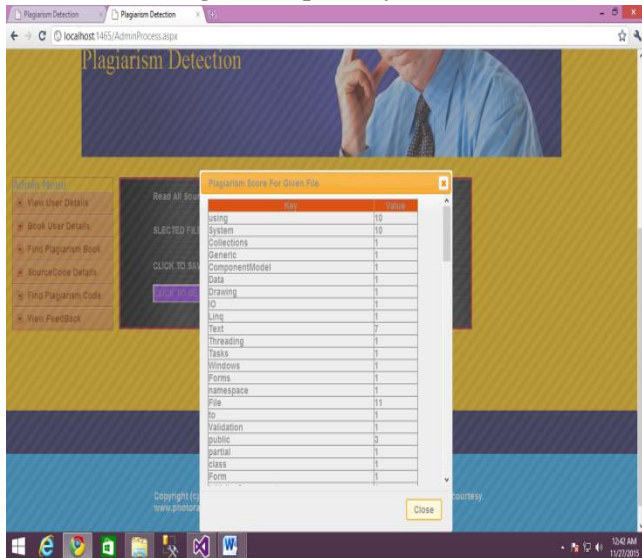 Plagiarism Detection
Plagiarism Detection
localhost:1465/AdminProcess.aspx
Plagiarism Detection
Admin Menu
View User Details
Book User Details
Find Plagiarism Book
SourceCode Details
Find Plagiarism Code
View FeedBack
Read All Sour
SLECTED FIL
CLICK TO SA
Plagiarism Score For Given File
Key Value
using 10
System 10
Collections 1
Generic 1
ComponentModel 1
Data 1
Drawing 1
IO 1
Linq 1
Text 7
Threading 1
Tasks 1
Windows 1
Forms 1
namespace 1
File 11
to 1
Validation 1
public 3
partial 1
class 1
Form 1
Close
Copyright (c)
courtesy.
www.photora
12:42 AM
11/27/2015